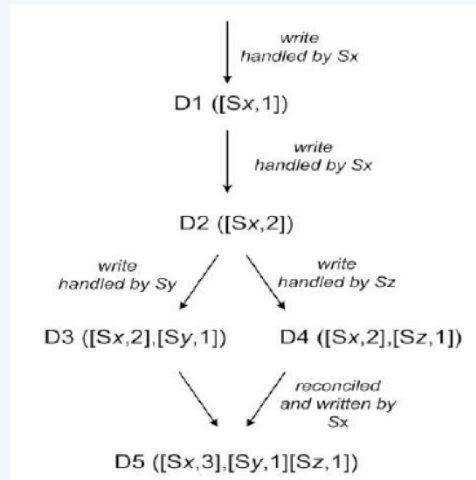 write
handled by Sx
D1 ([Sx,1])
write
handled by Sx
D2 ([Sx,2])
write
handled by Sy
write
handled by Sz
D3 ([Sx,2],[Sy,1])
D4 ([Sx,2],[Sz,1])
reconciled
and written by
Sx
D5 ([Sx,3],[Sy,1][Sz,1])